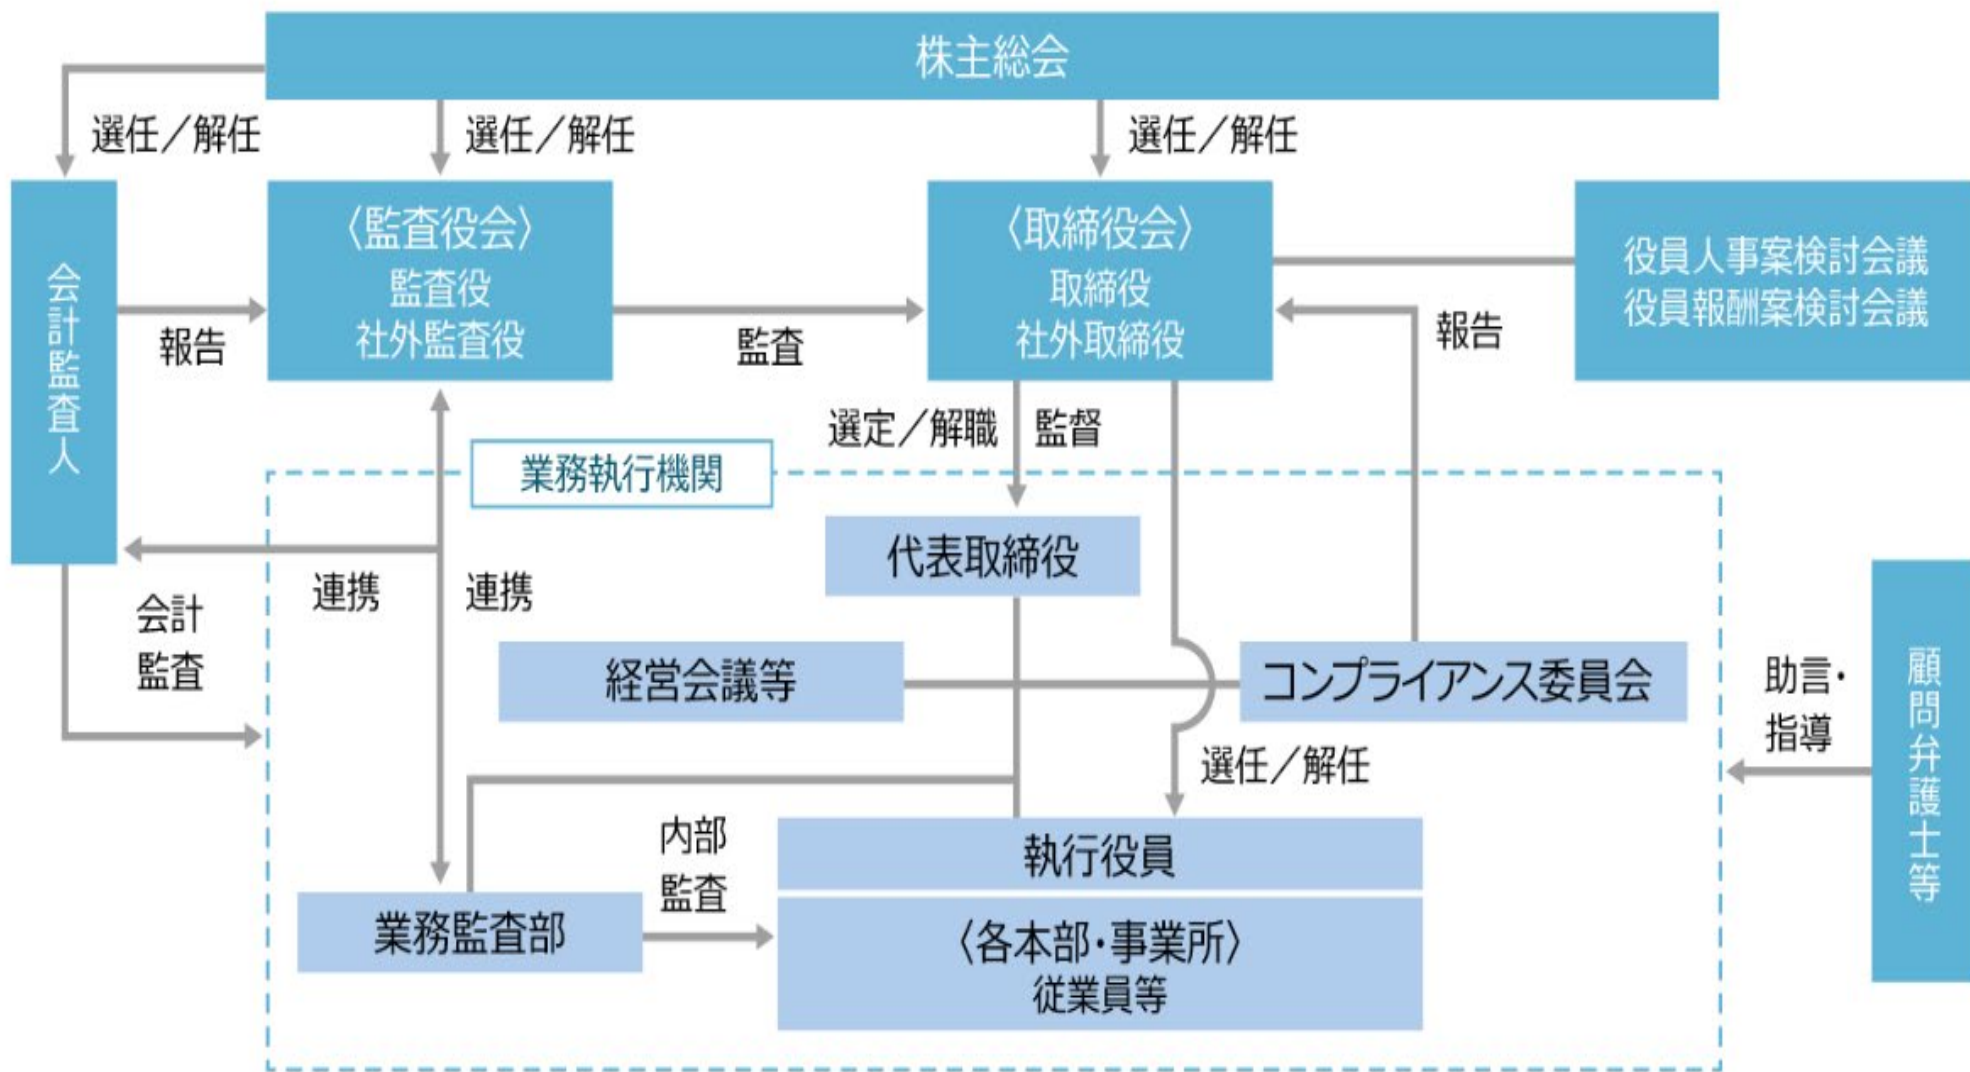 株主総会
選任／解任
選任／解任
選任／解任
会計監査人
〈監査役会〉
監査役
社外監査役
〈取締役会〉
取締役
社外取締役
役員人事案検討会議
役員報酬案検討会議
報告
監査
報告
選定／解職
監督
業務執行機関
代表取締役
会計
監査
連携
連携
経営会議等
コンプライアンス委員会
助言・
指導
顧問弁護士等
選任／解任
内部
監査
執行役員
業務監査部
〈各本部・事業所〉
従業員等